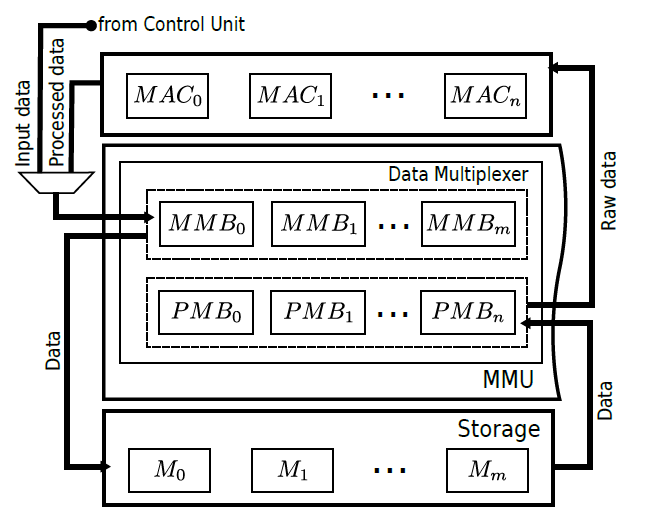 from Control Unit
Input data
Processed data
MAC₀ MAC₁ ⋯ MACₙ
Data Multiplexer
MMB₀ MMB₁ ⋯ MMBₘ
Raw data
PMB₀ PMB₁ ⋯ PMBₙ
Data
MMU
Data
Storage
M₀ M₁ ⋯ Mₘ